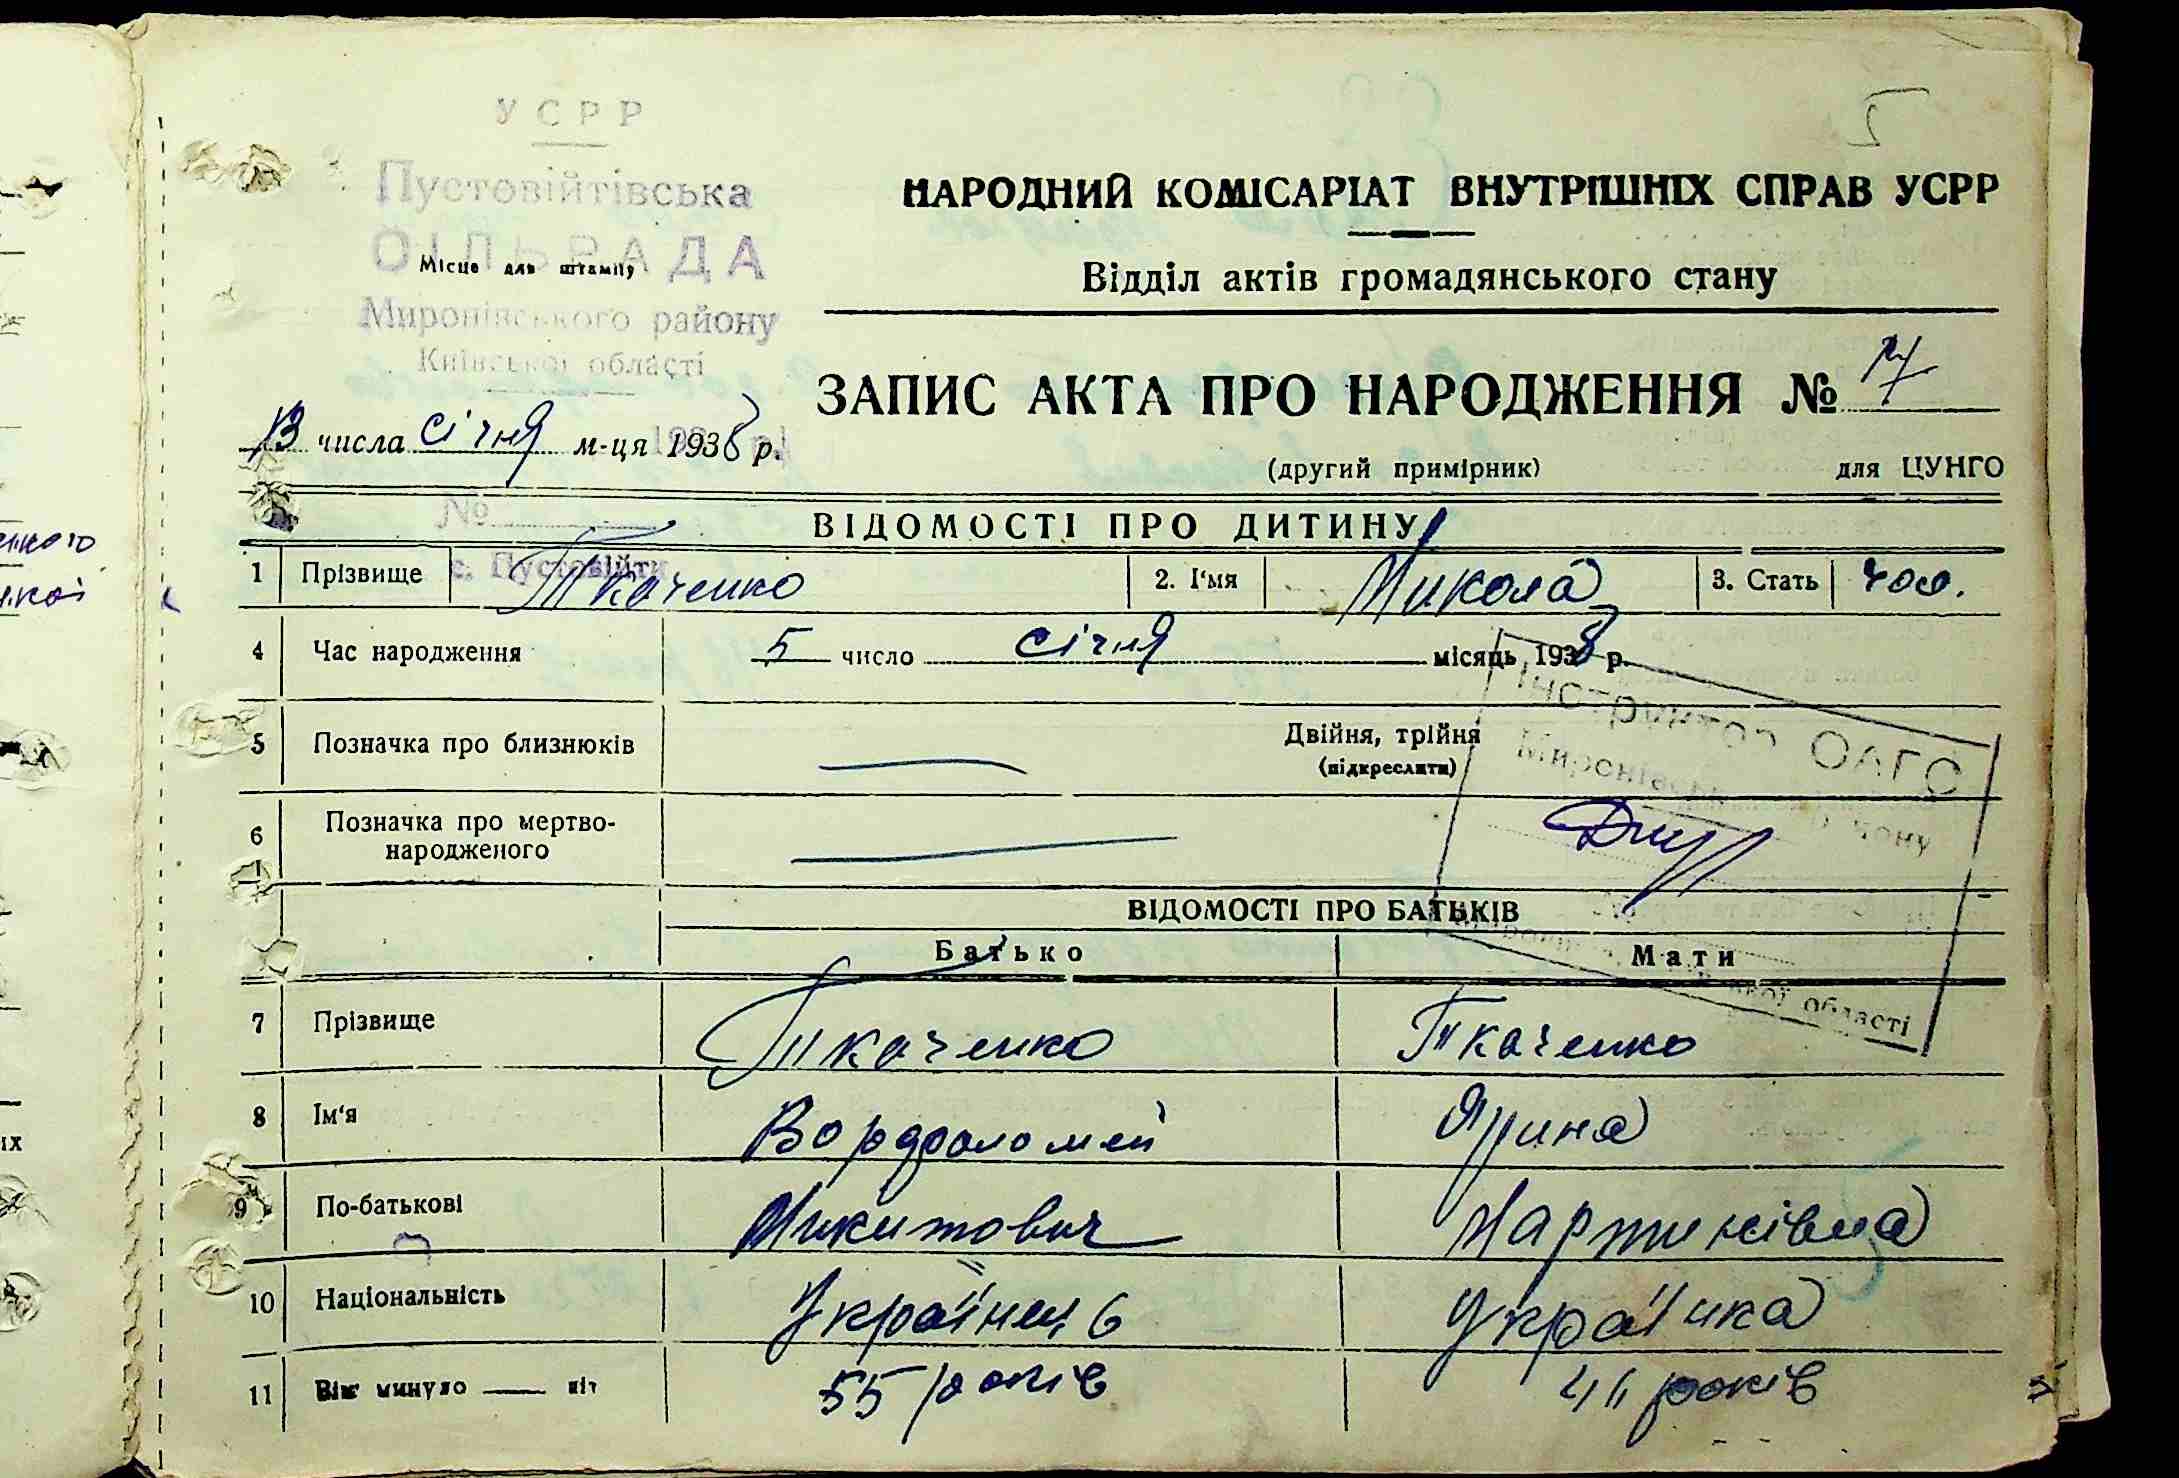 5
УСРР
Пустовійтівська
СІЛЬРАДА
Місце для штампу
Миронівського району
Київської області
НАРОДНИЙ КОМІСАРІАТ ВНУТРІШНІХ СПРАВ УСРР
Відділ актів громадянського стану
ЗАПИС АКТА ПРО НАРОДЖЕННЯ №
13 числа січня м-ця 1938 р.
(другий примірник) для ЦУНГО
№
ВІДОМОСТІ ПРО ДИТИНУ
с. Пустовійти
1 Прізвище Ткаченко 2. І'мя Микола 3. Стать чол.
4 Час народження 5 число січня місяць 1938 р.
Інструктор ОАГС
Миронівського району
5 Позначка про близнюків Двійня, трійня
(підкреслити)
6 Позначка про мертво-
народженого
ВІДОМОСТІ ПРО БАТЬКІВ
Батько Мати
області
7 Прізвище Ткаченко Ткаченко
8 Ім'я Вордфоломей Ярина
9 По-батькові Микитович Мартинівна
10 Національність Українець Українка
11 Вік минуло літ 55 років років